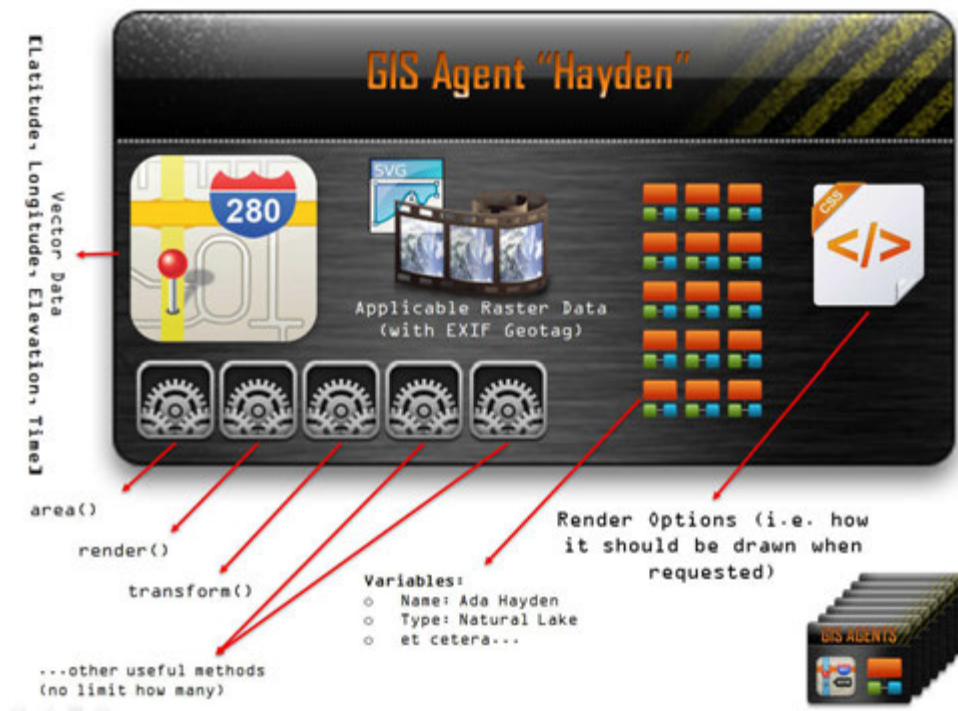 GIS Agent "Hayden"
[Latitude, Longitude, Elevation, Time]
Vector Data
280
SVG
Applicable Raster Data
(with EXIF Geotag)
CSS
</>
area()
render()
transform()
...other useful methods
(no limit how many)
Variables:
o Name: Ada Hayden
o Type: Natural Lake
o et cetera...
Render Options (i.e. how
it should be drawn when
requested)
GIS AGENTS